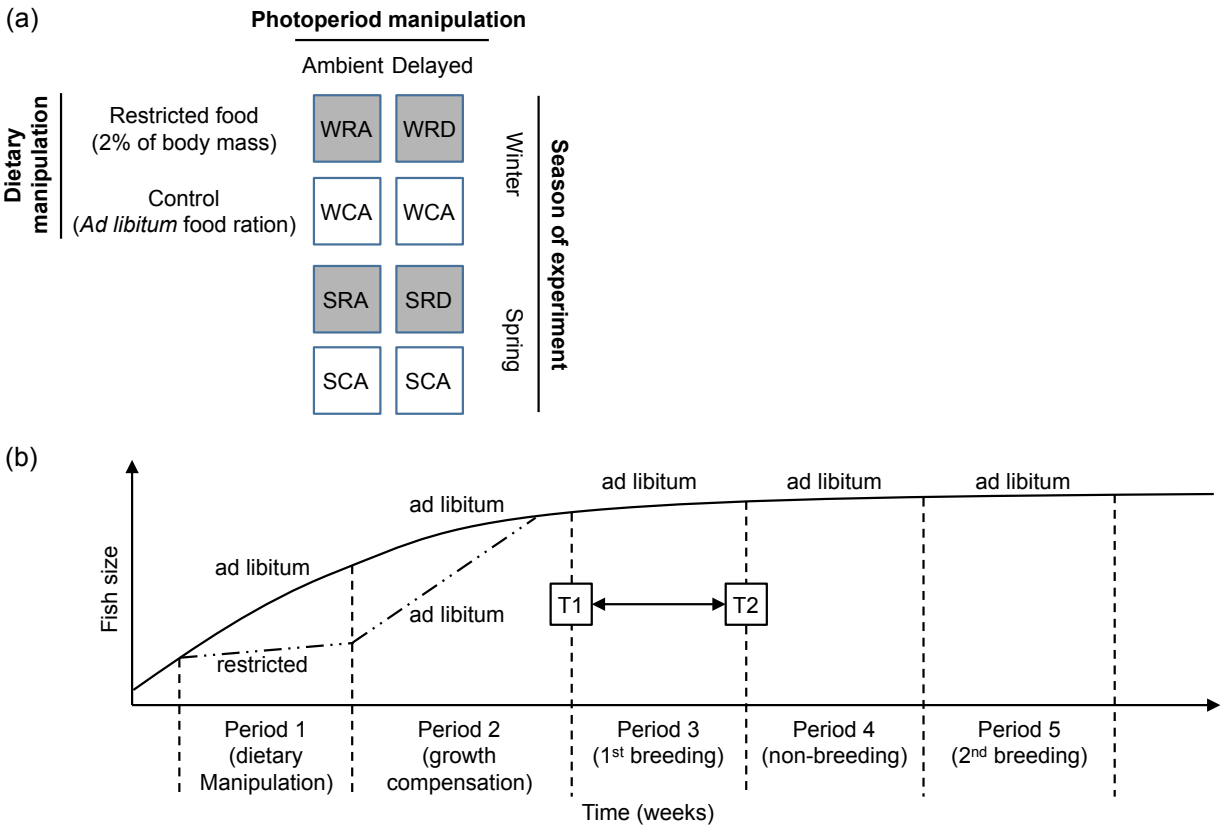 (a)
Photoperiod manipulation
Ambient Delayed
Dietary
manipulation
Restricted food
(2% of body mass)
WRA WRD
Control
(Ad libitum food ration)
WCA WCA
SRA SRD
SCA SCA
Winter
Spring
Season of experiment
(b)
Fish size
ad libitum
ad libitum
ad libitum
ad libitum
ad libitum
restricted
ad libitum
T1 T2
Period 1
(dietary
Manipulation)
Period 2
(growth
compensation)
Period 3
(1st breeding)
Period 4
(non-breeding)
Period 5
(2nd breeding)
Time (weeks)